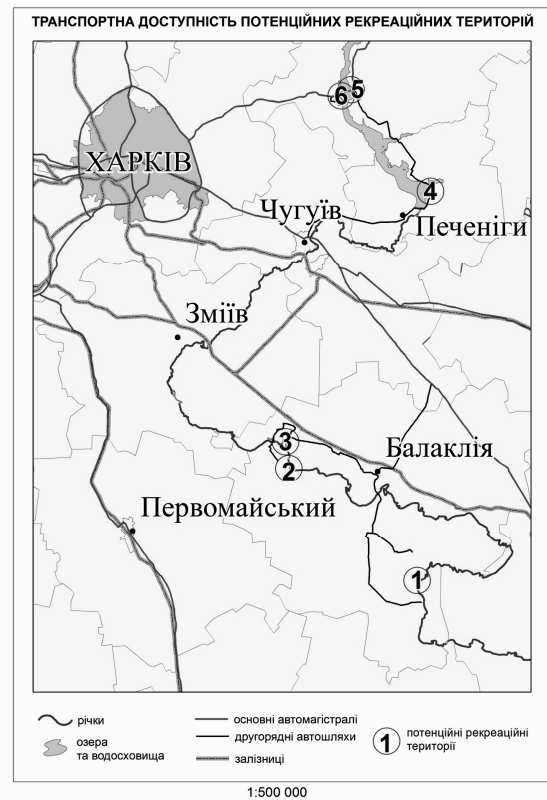 ТРАНСПОРТНА ДОСТУПНІСТЬ ПОТЕНЦІЙНИХ РЕКРЕАЦІЙНИХ ТЕРИТОРІЙ
6 5
ХАРКІВ
4
Чугуїв
Печеніги
Зміїв
3
Балаклія
2
Первомайський
1
річки
озера
та водосховища
основні автомагістралі
другорядні автошляхи
залізниці
1
потенційні рекреаційні
території
1:500 000